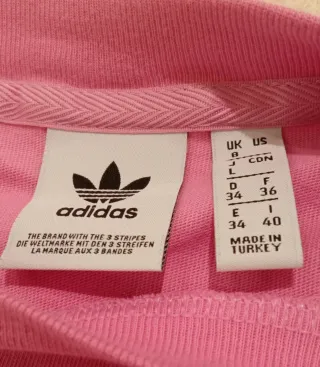 adidas
THE BRAND WITH THE 3 STRIPES
DIE WELTMARKE MIT DEN 3 STREIFEN
LA MARQUE AUX 3 BANDES
UK US
8
J CDN
L
D F
34 36
E I
34 40
MADE IN
TURKEY